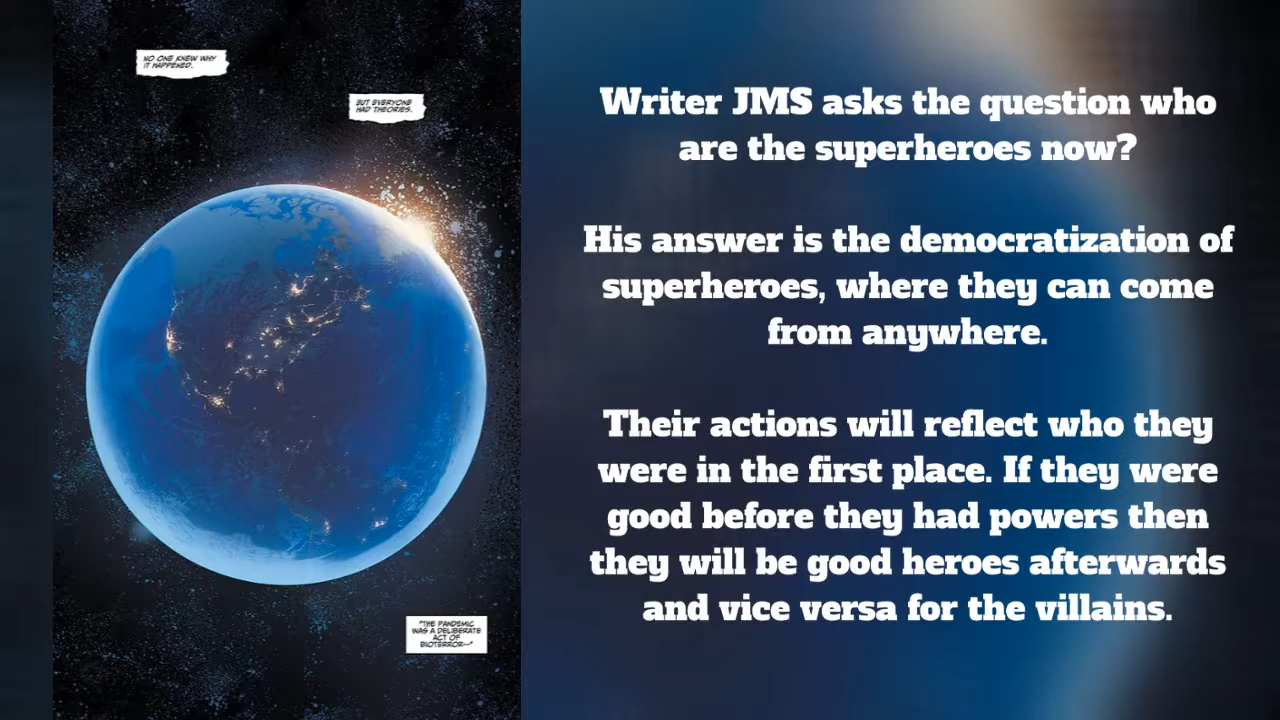 NO ONE KNEW WHY
IT HAPPENED.
BUT EVERYONE
HAD THEORIES.
"THE PANDEMIC
WAS A DELIBERATE
ACT OF
BIOTERROR--"
Writer JMS asks the question who
are the superheroes now?
His answer is the democratization of
superheroes, where they can come
from anywhere.
Their actions will reflect who they
were in the first place. If they were
good before they had powers then
they will be good heroes afterwards
and vice versa for the villains.